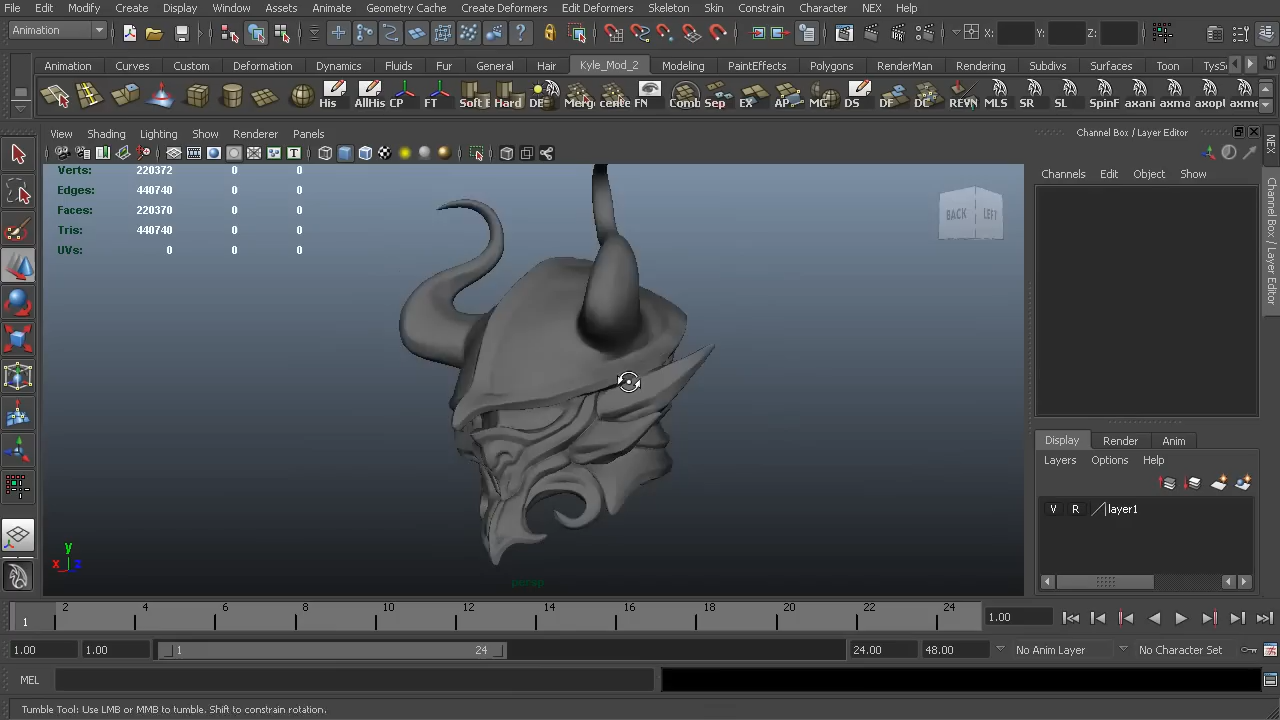 File Edit Modify Create Display Window Assets Animate Geometry Cache Create Deformers Edit Deformers Skeleton Skin Constrain Character NEX Help
Animation X: Y: Z:
Animation Curves Custom Deformation Dynamics Fluids Fur General Hair Kyle_Mod_2 Modeling PaintEffects Polygons RenderMan Rendering Subdivs Surfaces Toon
His AllHis CP FT Soft E Hard DE Merg cente FN Comb Sep EX AP MG DS DF DC REVN MLS SR SL SpinF axani axma axopl axme
View Shading Lighting Show Renderer Panels
Channel Box / Layer Editor
NEX
Channel Box / Layer Editor
Channels Edit Object Show
Verts: 220372 0 0
Edges: 440740 0 0
Faces: 220370 0 0
Tris: 440740 0 0
UVs: 0 0 0
BACK LEFT
Display Render Anim
Layers Options Help
V R layer1
y
x z
persp
1 2 4 6 8 10 12 14 16 18 20 22 24 1.00
1.00 1.00 1 24 24.00 48.00 No Anim Layer No Character Set
MEL
Tumble Tool: Use LMB or MMB to tumble. Shift to constrain rotation.